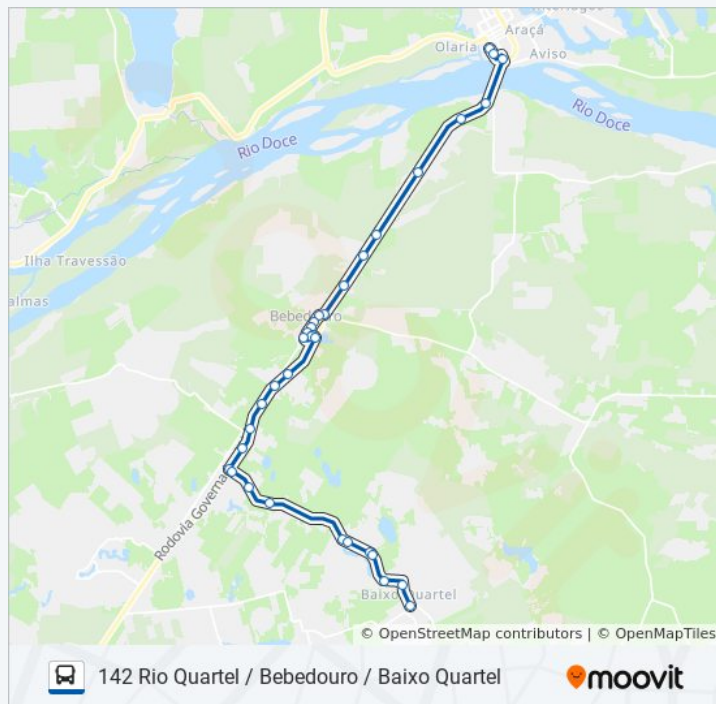 Araçá
Olaria
Aviso
Rio Doce
Rio Doce
Ilha Travessão
almas
Bebedouro
Rodovia Governa
Baixo Quartel
© OpenStreetMap contributors | © OpenMapTiles
142 Rio Quartel / Bebedouro / Baixo Quartel
moovit